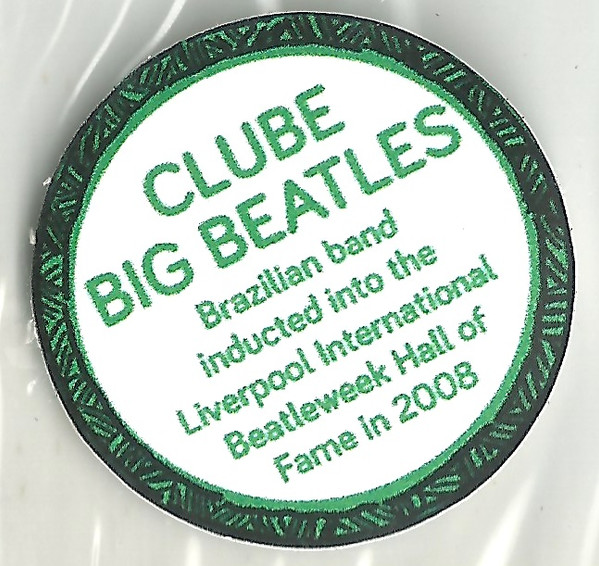 CLUBE
BIG BEATLES
Brazilian band
inducted into the
Liverpool International
Beatleweek Hall of
Fame in 2008